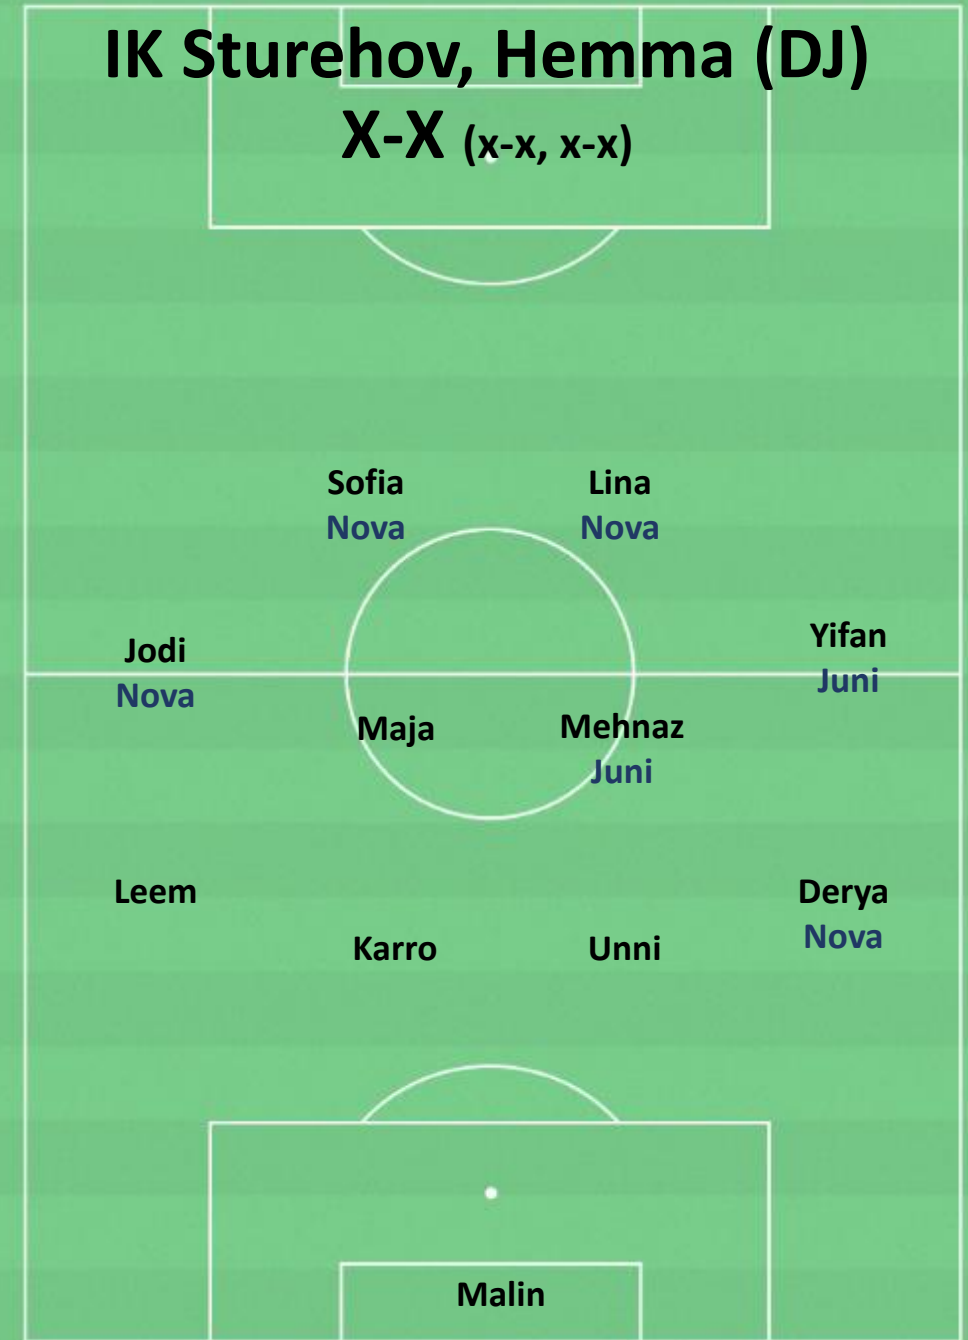 IK Sturehov, Hemma (DJ)
X-X (x-x, x-x)
Sofia
Nova
Lina
Nova
Jodi
Nova
Yifan
Juni
Maja
Mehnaz
Juni
Leem
Derya
Nova
Karro
Unni
Malin